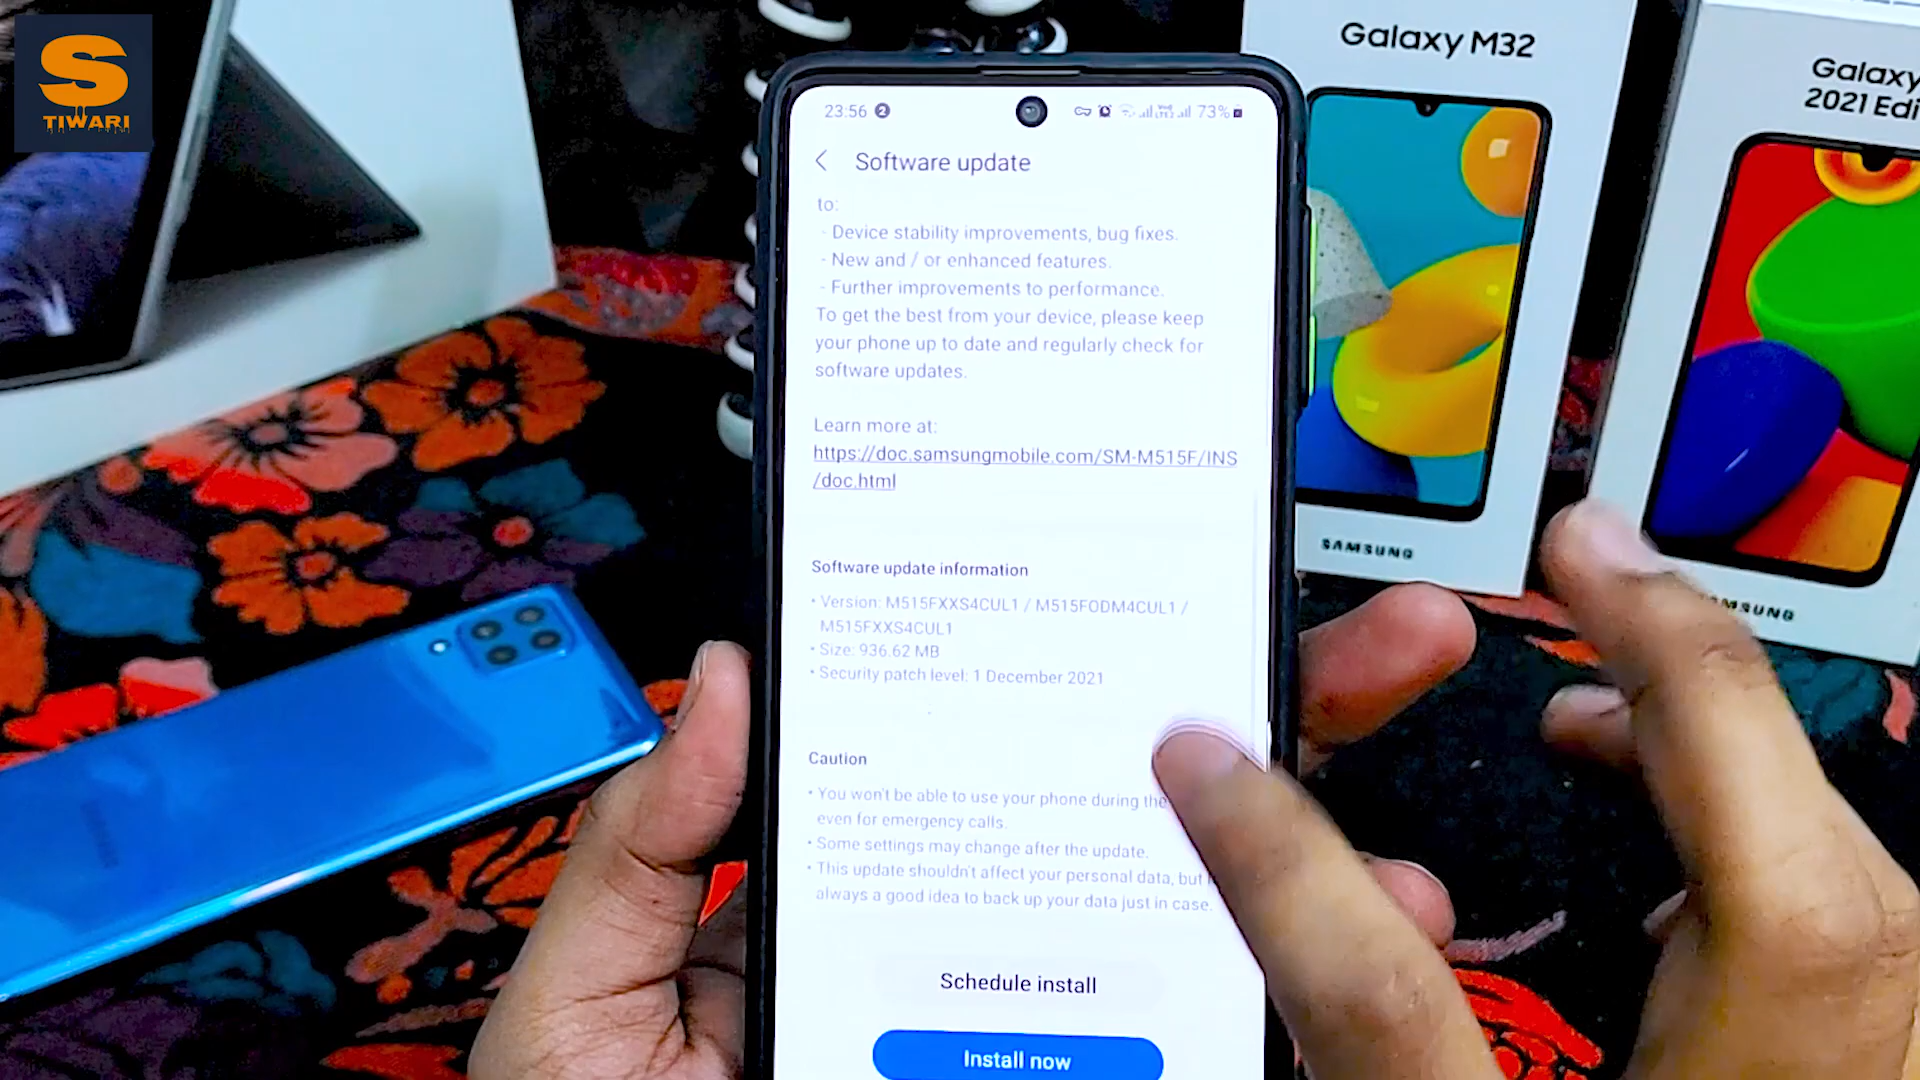 S
TIWARI
Galaxy M32
Galaxy
2021 Edi
23:56 2
73%
Software update
to:
- Device stability improvements, bug fixes.
- New and / or enhanced features.
- Further improvements to performance.
To get the best from your device, please keep
your phone up to date and regularly check for
software updates.
Learn more at:
https://doc.samsungmobile.com/SM-M515F/INS
/doc.html
Software update information
• Version: M515FXXS4CUL1 / M515FODM4CUL1 /
M515FXXS4CUL1
• Size: 936.62 MB
• Security patch level: 1 December 2021
Caution
• You won't be able to use your phone during the
even for emergency calls.
• Some settings may change after the update.
• This update shouldn't affect your personal data, but
always a good idea to back up your data just in case.
Schedule install
Install now
SAMSUNG
SAMSUNG